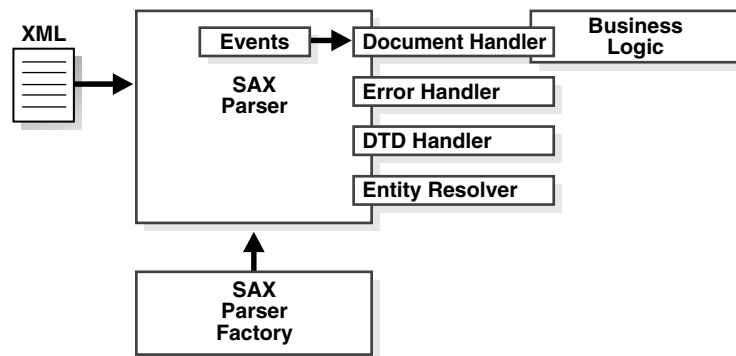 XML
Events
Document Handler
Business
Logic
SAX
Parser
Error Handler
DTD Handler
Entity Resolver
SAX
Parser
Factory